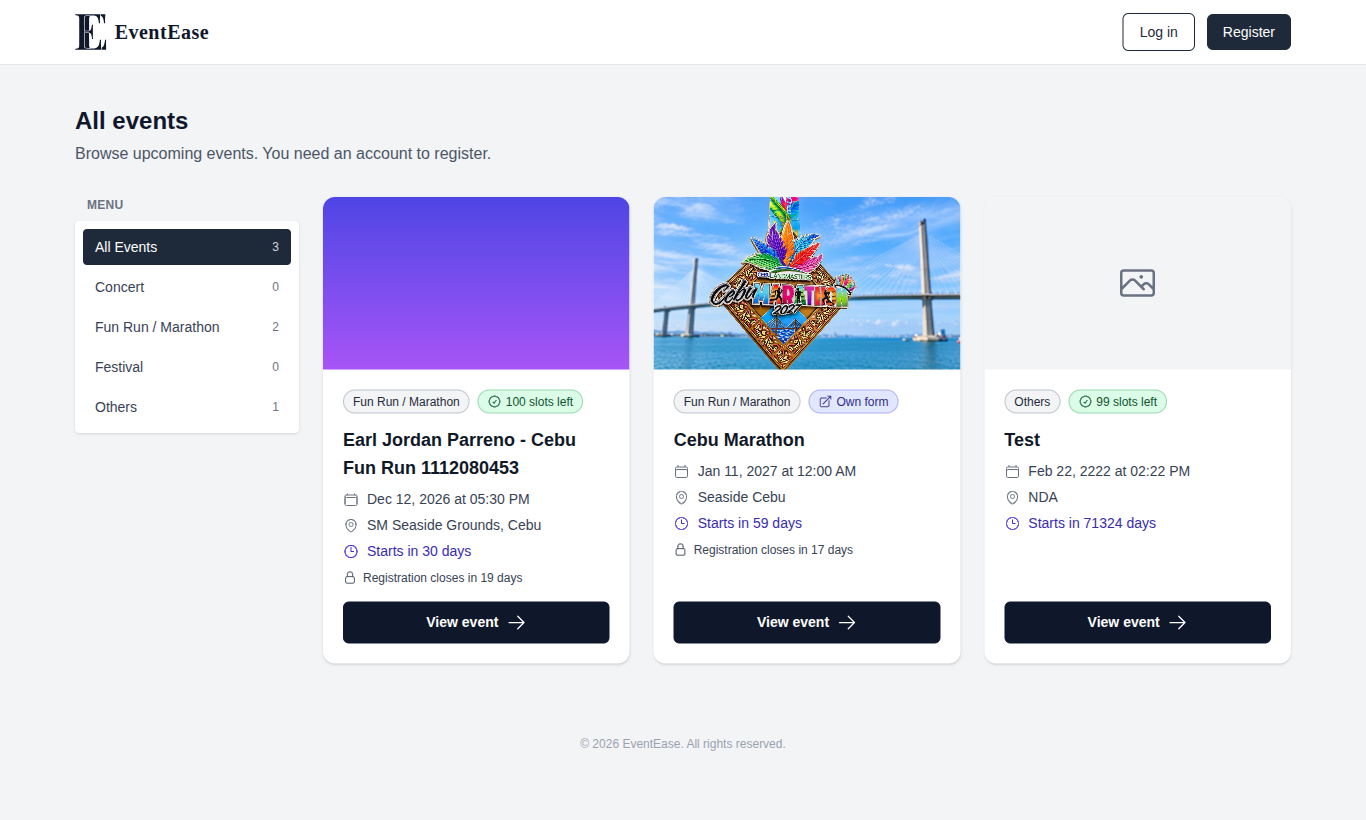 E EventEase
Log in
Register
All events
Browse upcoming events. You need an account to register.
MENU
All Events 3
Concert 0
Fun Run / Marathon 2
Festival 0
Others 1
Fun Run / Marathon
100 slots left
Earl Jordan Parreno - Cebu
Fun Run 1112080453
Dec 12, 2026 at 05:30 PM
SM Seaside Grounds, Cebu
Starts in 30 days
Registration closes in 19 days
View event
Cebu
MARATHON
2027
Fun Run / Marathon
Own form
Cebu Marathon
Jan 11, 2027 at 12:00 AM
Seaside Cebu
Starts in 59 days
Registration closes in 17 days
View event
Others
99 slots left
Test
Feb 22, 2222 at 02:22 PM
NDA
Starts in 71324 days
View event
© 2026 EventEase. All rights reserved.